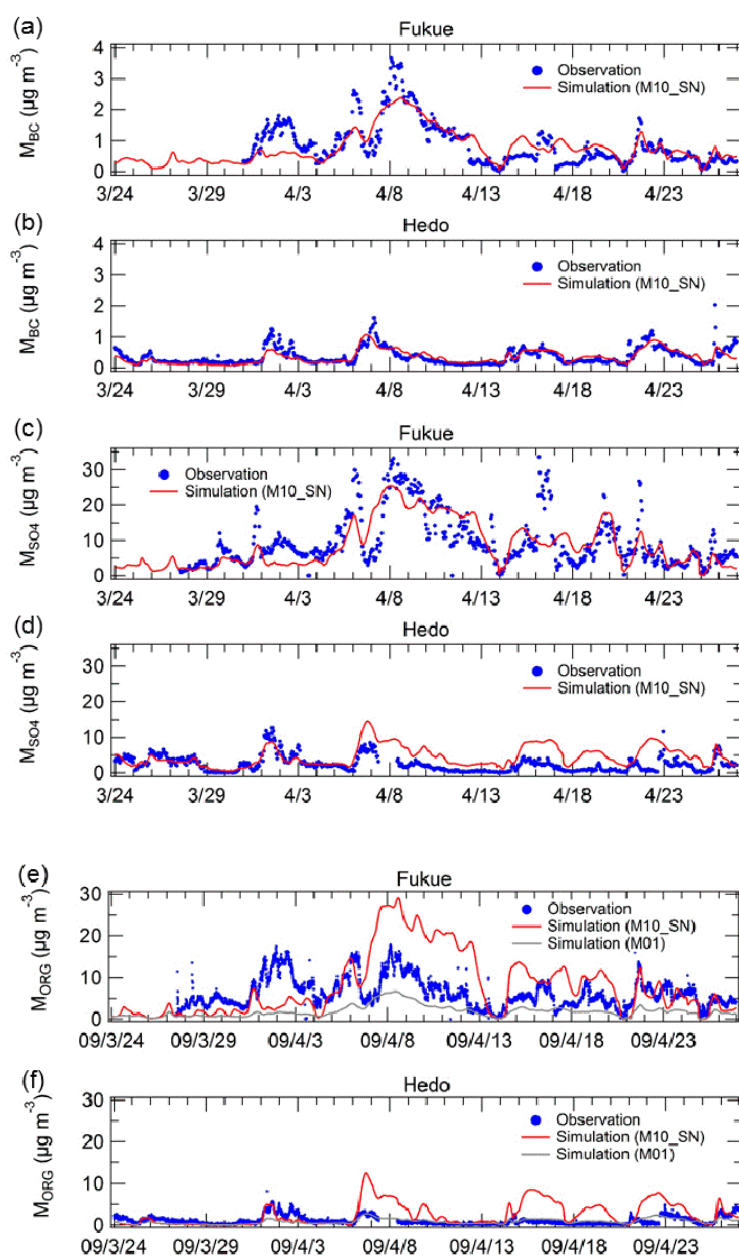 (a)
Fukue
M_BC (µg m⁻³)
4
3
2
1
0
Observation
Simulation (M10_SN)
3/24 3/29 4/3 4/8 4/13 4/18 4/23
(b)
Hedo
M_BC (µg m⁻³)
4
3
2
1
0
Observation
Simulation (M10_SN)
3/24 3/29 4/3 4/8 4/13 4/18 4/23
(c)
Fukue
M_SO4 (µg m⁻³)
30
20
10
0
Observation
Simulation (M10_SN)
3/24 3/29 4/3 4/8 4/13 4/18 4/23
(d)
Hedo
M_SO4 (µg m⁻³)
30
20
10
0
Observation
Simulation (M10_SN)
3/24 3/29 4/3 4/8 4/13 4/18 4/23
(e)
Fukue
M_ORG (µg m⁻³)
30
20
10
0
Observation
Simulation (M10_SN)
Simulation (M01)
09/3/24 09/3/29 09/4/3 09/4/8 09/4/13 09/4/18 09/4/23
(f)
Hedo
M_ORG (µg m⁻³)
30
20
10
0
Observation
Simulation (M10_SN)
Simulation (M01)
09/3/24 09/3/29 09/4/3 09/4/8 09/4/13 09/4/18 09/4/23